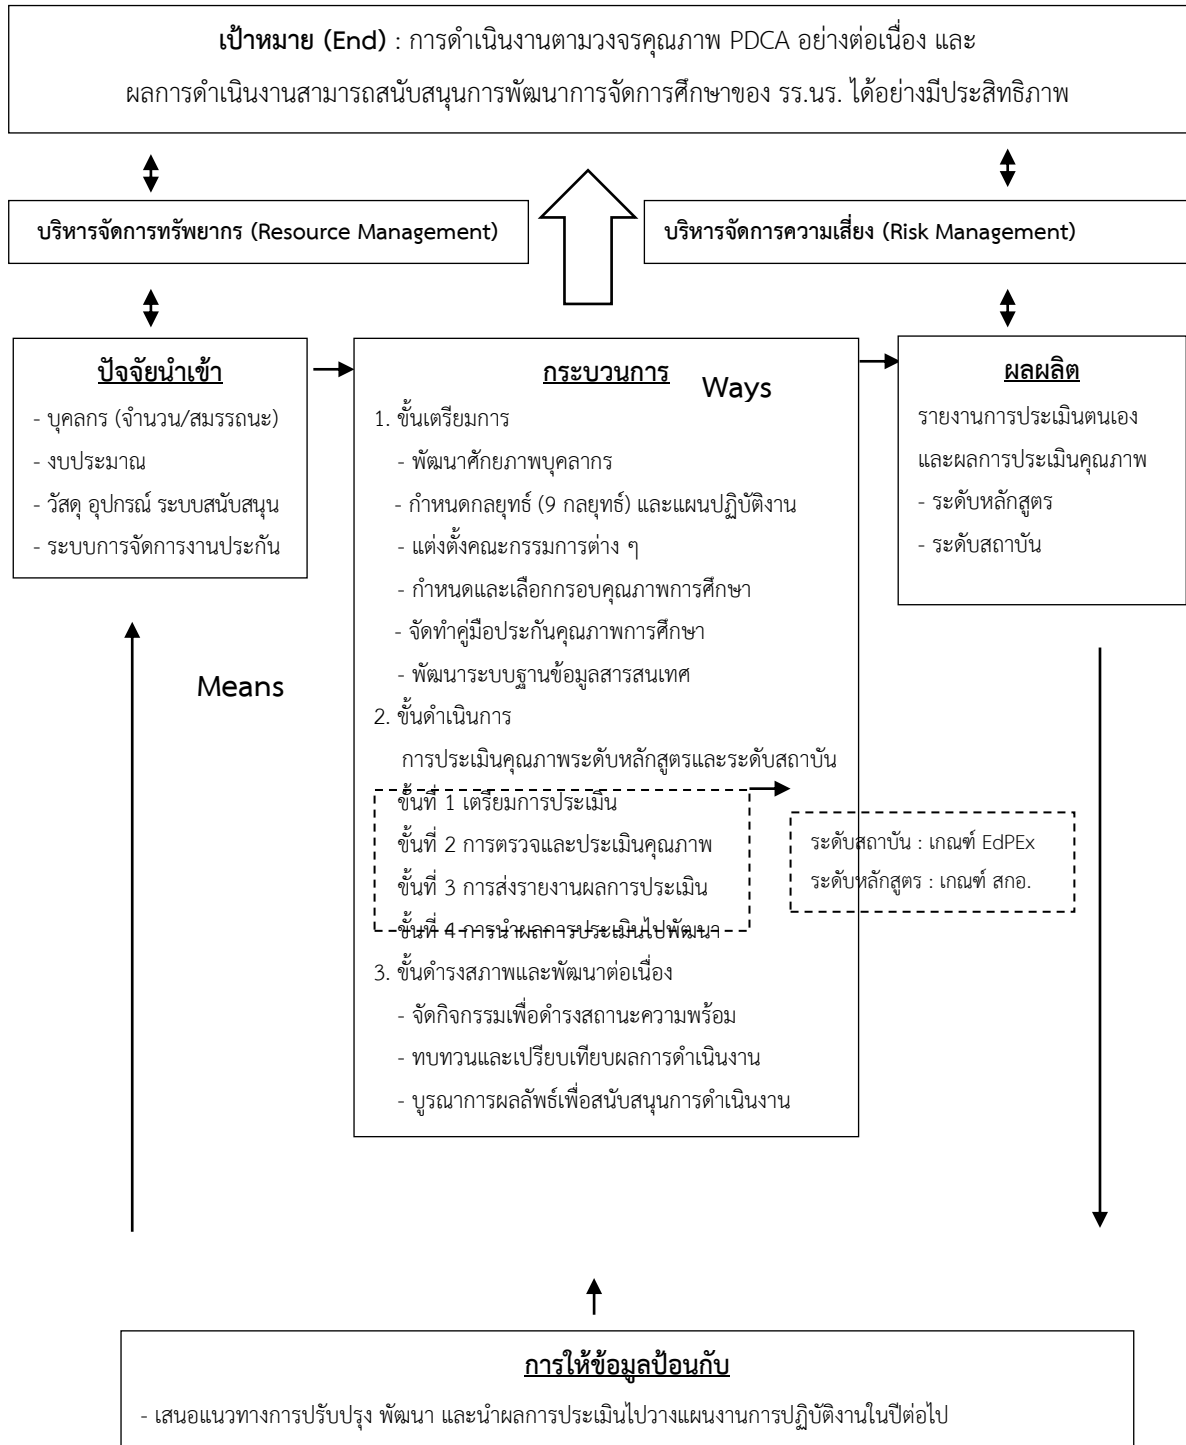 เป้าหมาย (End) : การดำเนินงานตามวงจรคุณภาพ PDCA อย่างต่อเนื่อง และ
ผลการดำเนินงานสามารถสนับสนุนการพัฒนาการจัดการศึกษาของ รร.นร. ได้อย่างมีประสิทธิภาพ
บริหารจัดการทรัพยากร (Resource Management)
บริหารจัดการความเสี่ยง (Risk Management)
ปัจจัยนำเข้า
- บุคลากร (จำนวน/สมรรถนะ)
- งบประมาณ
- วัสดุ อุปกรณ์ ระบบสนับสนุน
- ระบบการจัดการงานประกัน
Means
กระบวนการ
Ways
1. ขั้นเตรียมการ
- พัฒนาศักยภาพบุคลากร
- กำหนดกลยุทธ์ (9 กลยุทธ์) และแผนปฏิบัติงาน
- แต่งตั้งคณะกรรมการต่าง ๆ
- กำหนดและเลือกกรอบคุณภาพการศึกษา
- จัดทำคู่มือประกันคุณภาพการศึกษา
- พัฒนาระบบฐานข้อมูลสารสนเทศ
2. ขั้นดำเนินการ
การประเมินคุณภาพระดับหลักสูตรและระดับสถาบัน
ขั้นที่ 1 เตรียมการประเมิน
ขั้นที่ 2 การตรวจและประเมินคุณภาพ
ขั้นที่ 3 การส่งรายงานผลการประเมิน
ขั้นที่ 4 การนำผลการประเมินไปพัฒนา
3. ขั้นดำรงสภาพและพัฒนาต่อเนื่อง
- จัดกิจกรรมเพื่อดำรงสถานะความพร้อม
- ทบทวนและเปรียบเทียบผลการดำเนินงาน
- บูรณาการผลลัพธ์เพื่อสนับสนุนการดำเนินงาน
ผลผลิต
รายงานการประเมินตนเอง
และผลการประเมินคุณภาพ
- ระดับหลักสูตร
- ระดับสถาบัน
ระดับสถาบัน : เกณฑ์ EdPEx
ระดับหลักสูตร : เกณฑ์ สกอ.
การให้ข้อมูลป้อนกับ
- เสนอแนวทางการปรับปรุง พัฒนา และนำผลการประเมินไปวางแผนงานการปฏิบัติงานในปีต่อไป